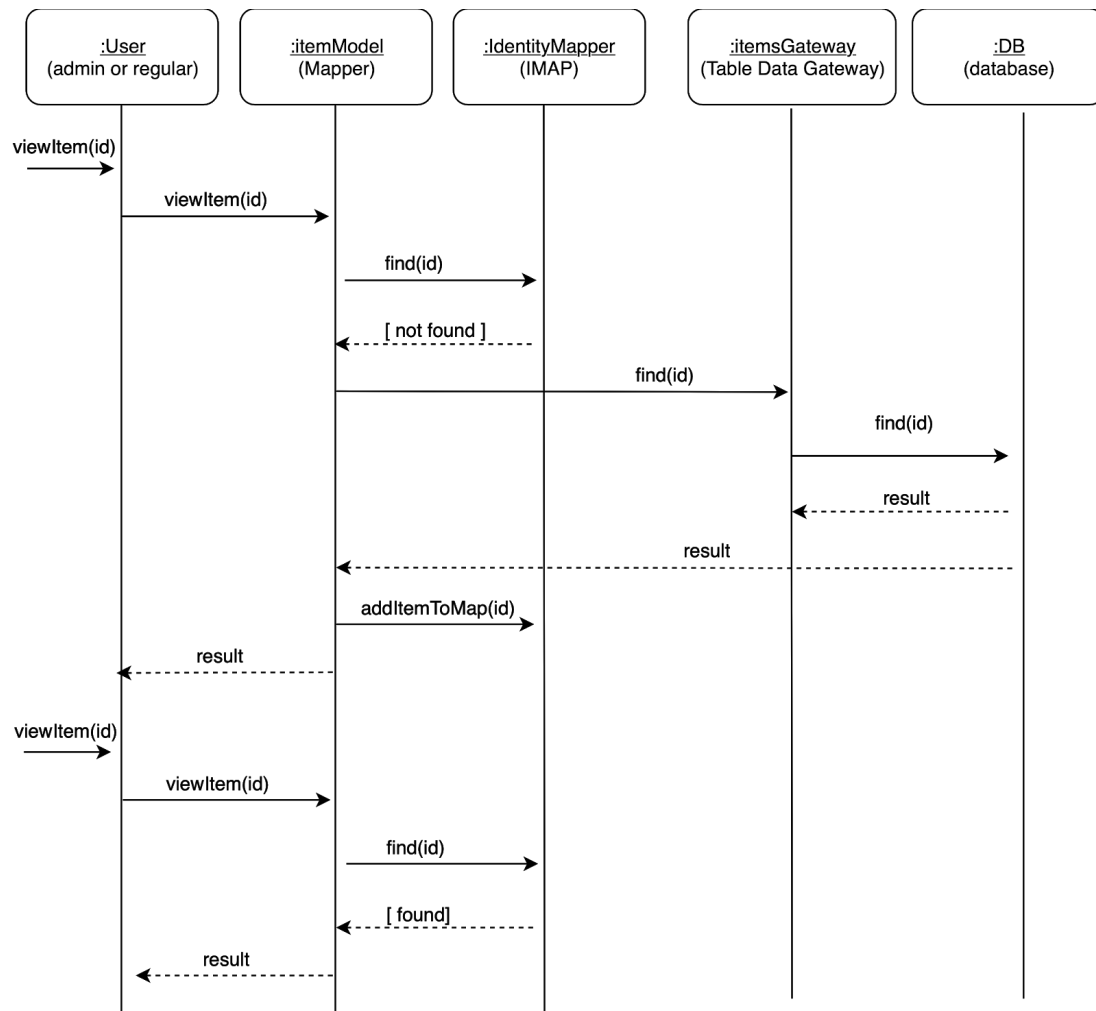 :User
(admin or regular)
:itemModel
(Mapper)
:IdentityMapper
(IMAP)
:itemsGateway
(Table Data Gateway)
:DB
(database)
viewItem(id)
viewItem(id)
find(id)
[ not found ]
find(id)
find(id)
result
result
addItemToMap(id)
result
viewItem(id)
viewItem(id)
find(id)
[ found]
result